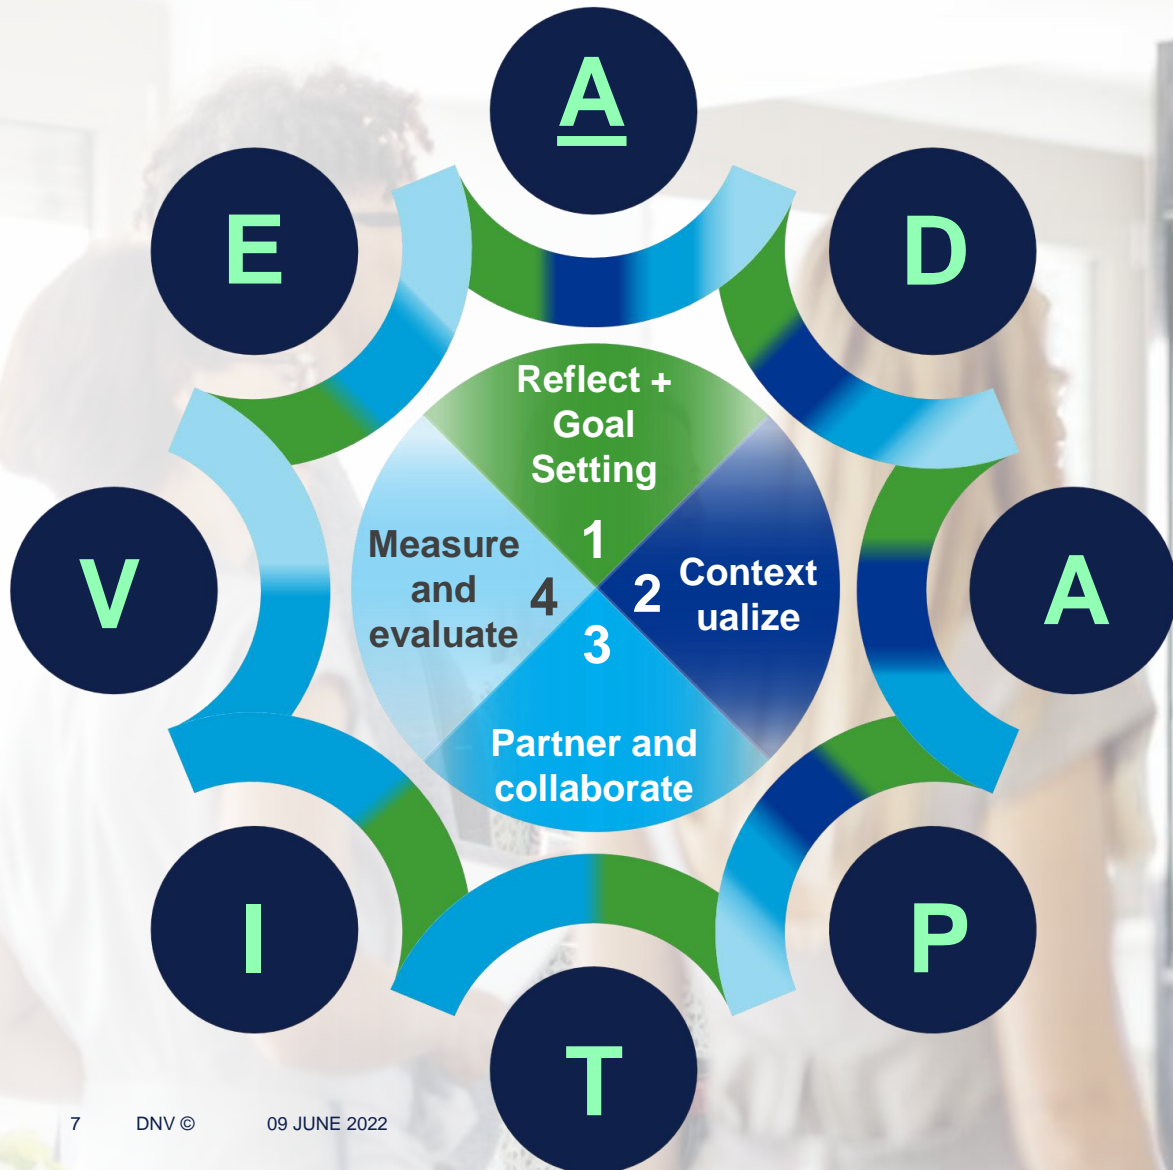 A
D
A
P
T
I
V
E
Reflect +
Goal
Setting
1
2
Context
ualize
3
Partner and
collaborate
Measure
and
evaluate
4
7 DNV © 09 JUNE 2022